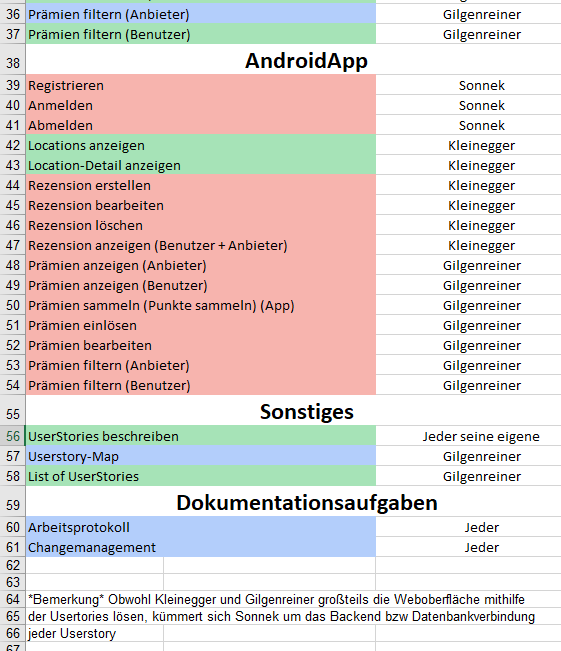 36 Prämien filtern (Anbieter) Gilgenreiner
37 Prämien filtern (Benutzer) Gilgenreiner
38 AndroidApp
39 Registrieren Sonnek
40 Anmelden Sonnek
41 Abmelden Sonnek
42 Locations anzeigen Kleinegger
43 Location-Detail anzeigen Kleinegger
44 Rezension erstellen Kleinegger
45 Rezension bearbeiten Kleinegger
46 Rezension löschen Kleinegger
47 Rezension anzeigen (Benutzer + Anbieter) Kleinegger
48 Prämien anzeigen (Anbieter) Gilgenreiner
49 Prämien anzeigen (Benutzer) Gilgenreiner
50 Prämien sammeln (Punkte sammeln) (App) Gilgenreiner
51 Prämien einlösen Gilgenreiner
52 Prämien bearbeiten Gilgenreiner
53 Prämien filtern (Anbieter) Gilgenreiner
54 Prämien filtern (Benutzer) Gilgenreiner
55 Sonstiges
56 UserStories beschreiben Jeder seine eigene
57 Userstory-Map Gilgenreiner
58 List of UserStories Gilgenreiner
59 Dokumentationsaufgaben
60 Arbeitsprotokoll Jeder
61 Changemanagement Jeder
62
63
64 *Bemerkung* Obwohl Kleinegger und Gilgenreiner großteils die Weboberfläche mithilfe
65 der Usertories lösen, kümmert sich Sonnek um das Backend bzw Datenbankverbindung
66 jeder Userstory
67